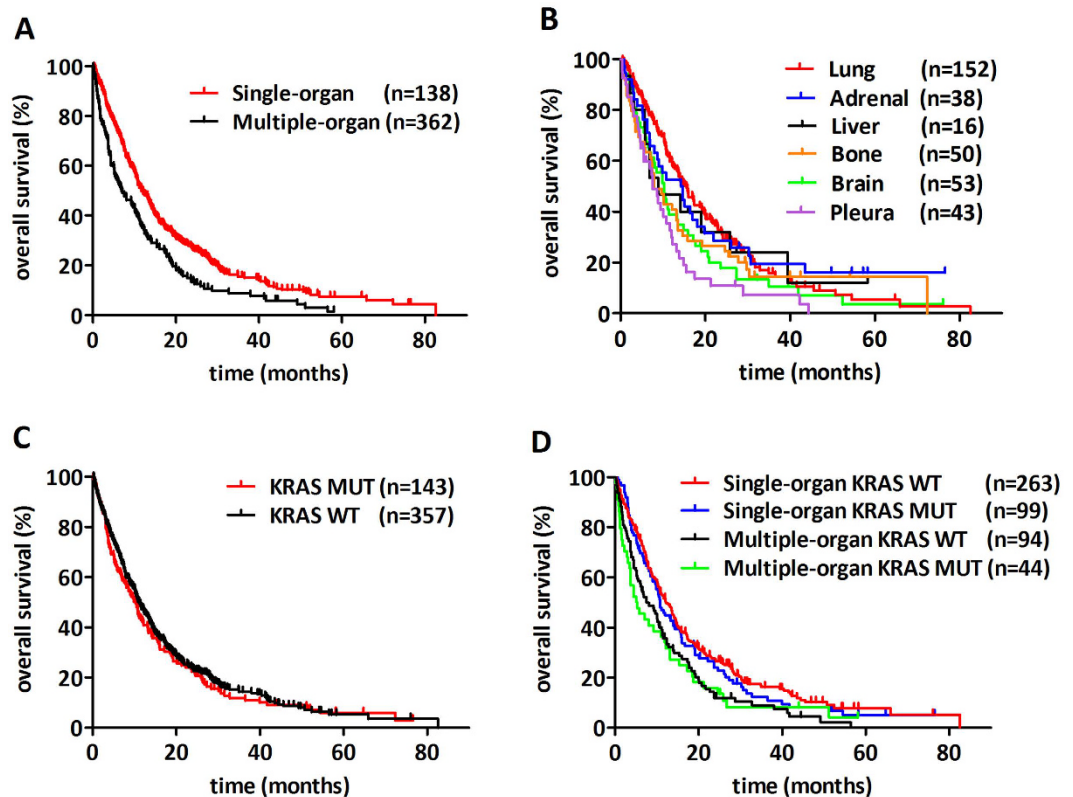 A
overall survival (%)
100
80
60
40
20
0
Single-organ (n=138)
Multiple-organ (n=362)
0 20 40 60 80
time (months)
B
overall survival (%)
100
80
60
40
20
0
Lung (n=152)
Adrenal (n=38)
Liver (n=16)
Bone (n=50)
Brain (n=53)
Pleura (n=43)
0 20 40 60 80
time (months)
C
overall survival (%)
100
80
60
40
20
0
KRAS MUT (n=143)
KRAS WT (n=357)
0 20 40 60 80
time (months)
D
overall survival (%)
100
80
60
40
20
0
Single-organ KRAS WT (n=263)
Single-organ KRAS MUT (n=99)
Multiple-organ KRAS WT (n=94)
Multiple-organ KRAS MUT (n=44)
0 20 40 60 80
time (months)